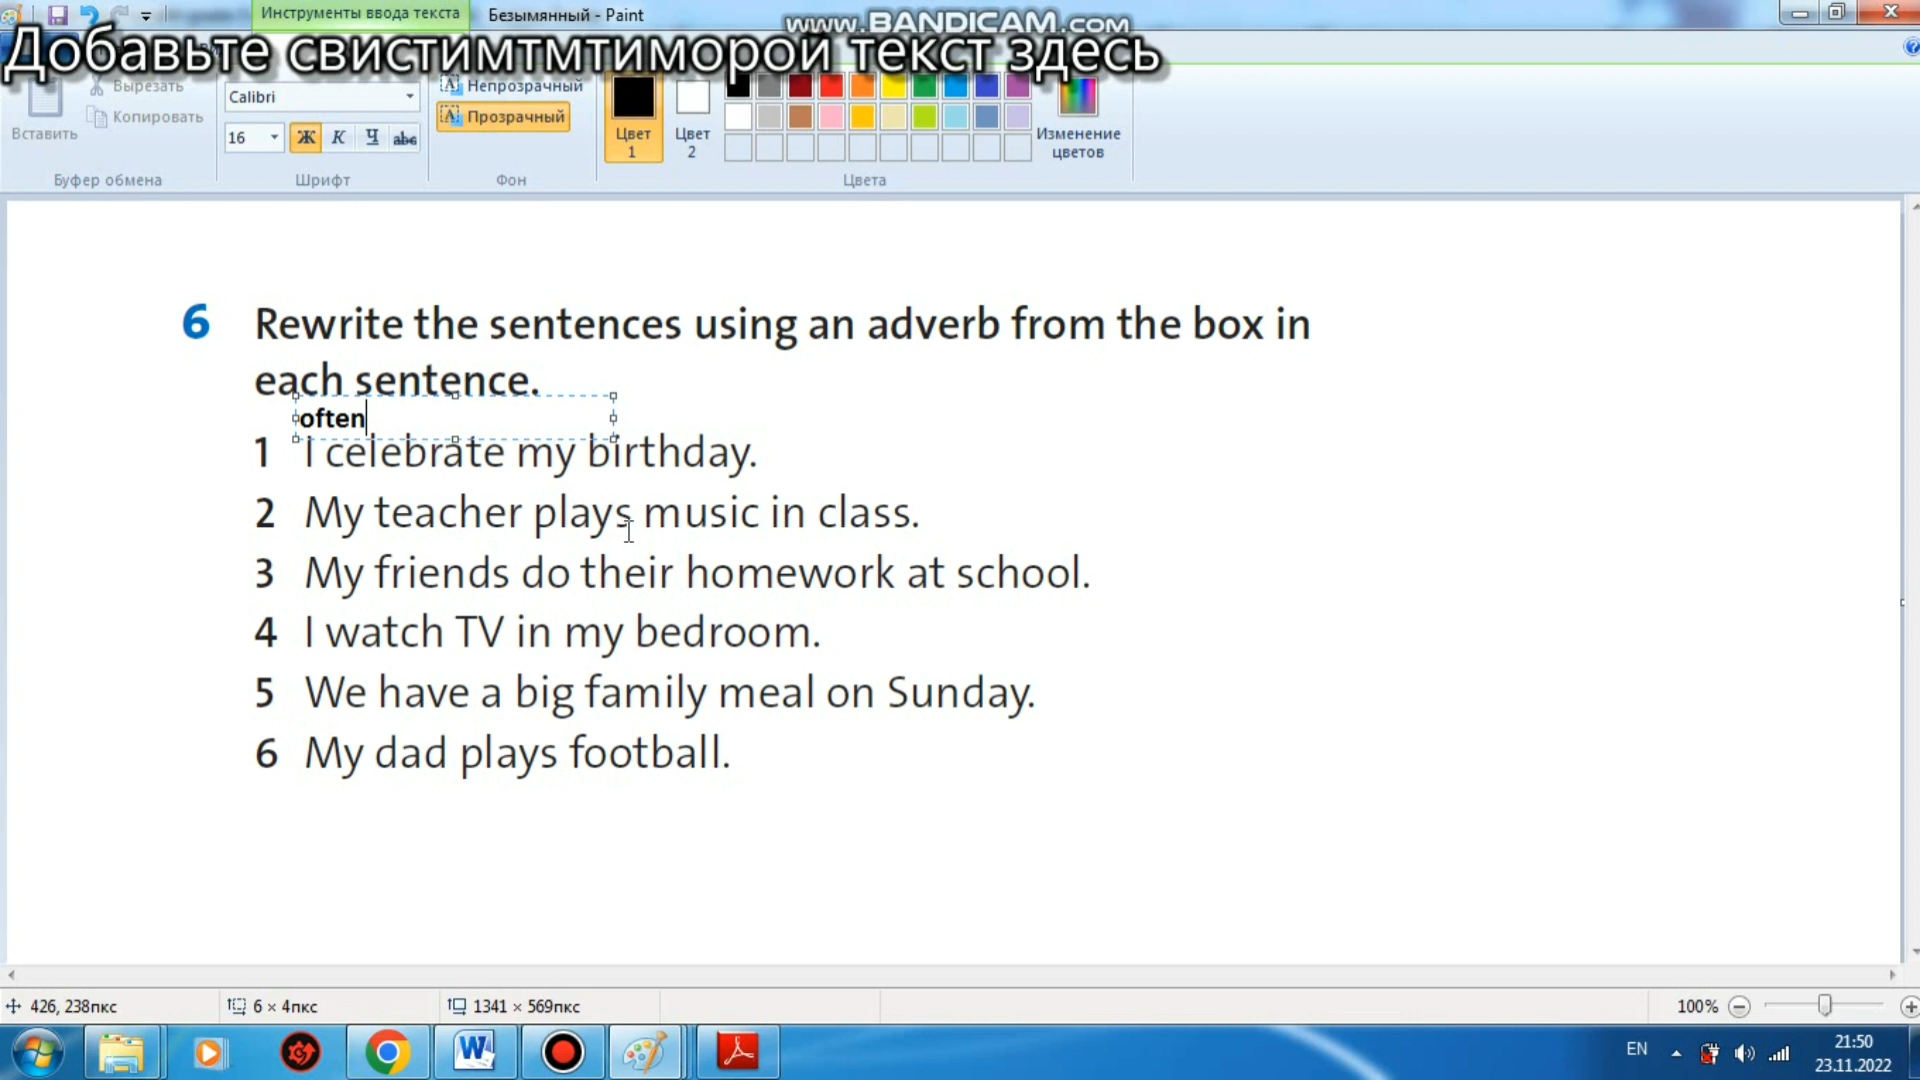 Инструменты ввода текста
Безымянный - Paint
www.BANDICAM.com
Добавьте свистимтмтиморой текст здесь
Вставить
Вырезать
Копировать
Буфер обмена
Calibri
16
Ж К Ч abc
Шрифт
Непрозрачный
Прозрачный
Фон
Цвет 1
Цвет 2
Изменение цветов
Цвета
6 Rewrite the sentences using an adverb from the box in
each sentence.
often
1 I celebrate my birthday.
2 My teacher plays music in class.
3 My friends do their homework at school.
4 I watch TV in my bedroom.
5 We have a big family meal on Sunday.
6 My dad plays football.
426, 238пкс
6 × 4пкс
1341 × 569пкс
100%
EN
21:50
23.11.2022